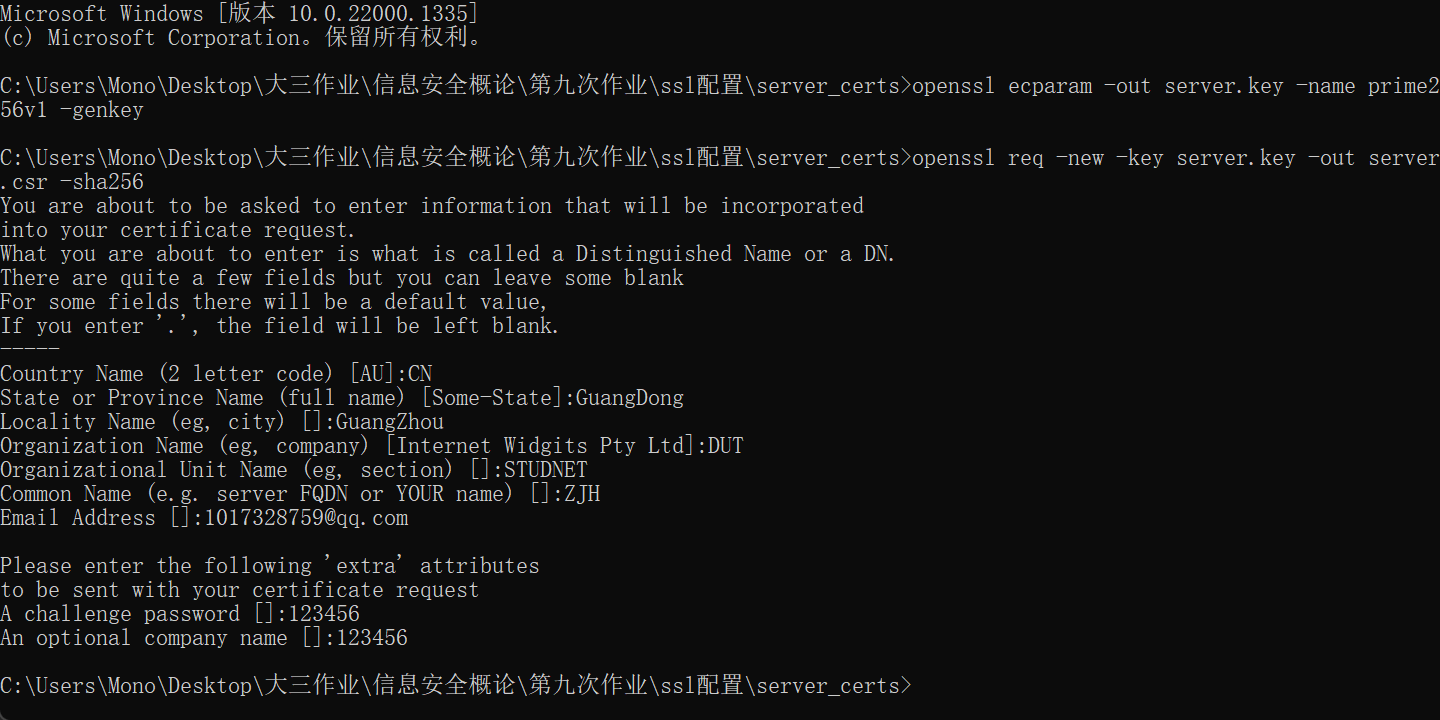 Microsoft Windows [版本 10.0.22000.1335]
(c) Microsoft Corporation。保留所有权利。
C:\Users\Mono\Desktop\大三作业\信息安全概论\第九次作业\ssl配置\server_certs>openssl ecparam -out server.key -name prime2
56v1 -genkey
C:\Users\Mono\Desktop\大三作业\信息安全概论\第九次作业\ssl配置\server_certs>openssl req -new -key server.key -out server
.csr -sha256
You are about to be asked to enter information that will be incorporated
into your certificate request.
What you are about to enter is what is called a Distinguished Name or a DN.
There are quite a few fields but you can leave some blank
For some fields there will be a default value,
If you enter '.', the field will be left blank.
-----
Country Name (2 letter code) [AU]:CN
State or Province Name (full name) [Some-State]:GuangDong
Locality Name (eg, city) []:GuangZhou
Organization Name (eg, company) [Internet Widgits Pty Ltd]:DUT
Organizational Unit Name (eg, section) []:STUDNET
Common Name (e.g. server FQDN or YOUR name) []:ZJH
Email Address []:1017328759@qq.com
Please enter the following 'extra' attributes
to be sent with your certificate request
A challenge password []:123456
An optional company name []:123456
C:\Users\Mono\Desktop\大三作业\信息安全概论\第九次作业\ssl配置\server_certs>